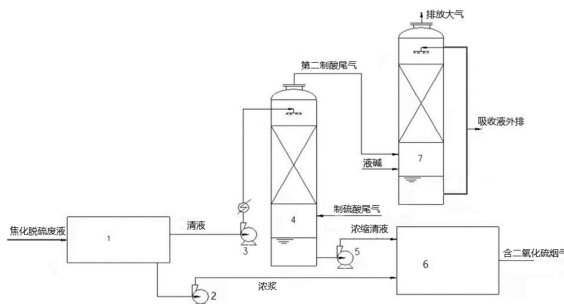 排放大气
第二制酸尾气
吸收液外排
7
液碱
制硫酸尾气
4
焦化脱硫废液
1
清液
3
浓缩清液
5
6
含二氧化硫烟气
2
浓浆